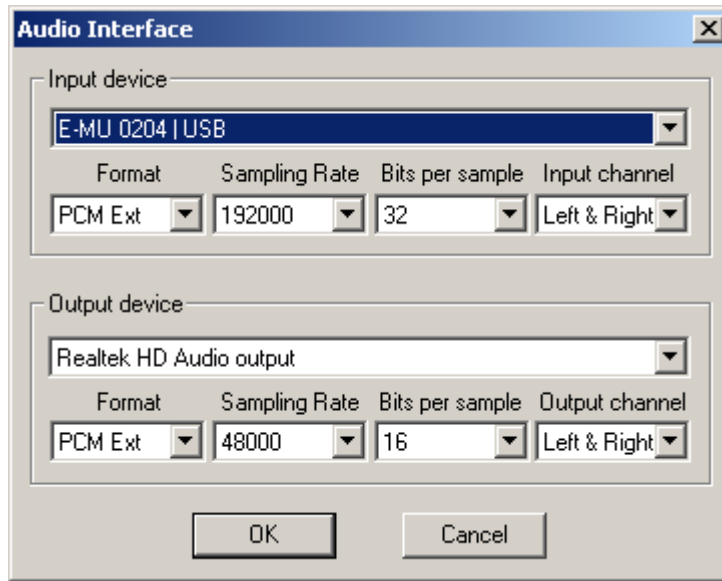 Audio Interface
Input device
E-MU 0204 | USB
Format Sampling Rate Bits per sample Input channel
PCM Ext 192000 32 Left & Right
Output device
Realtek HD Audio output
Format Sampling Rate Bits per sample Output channel
PCM Ext 48000 16 Left & Right
OK Cancel